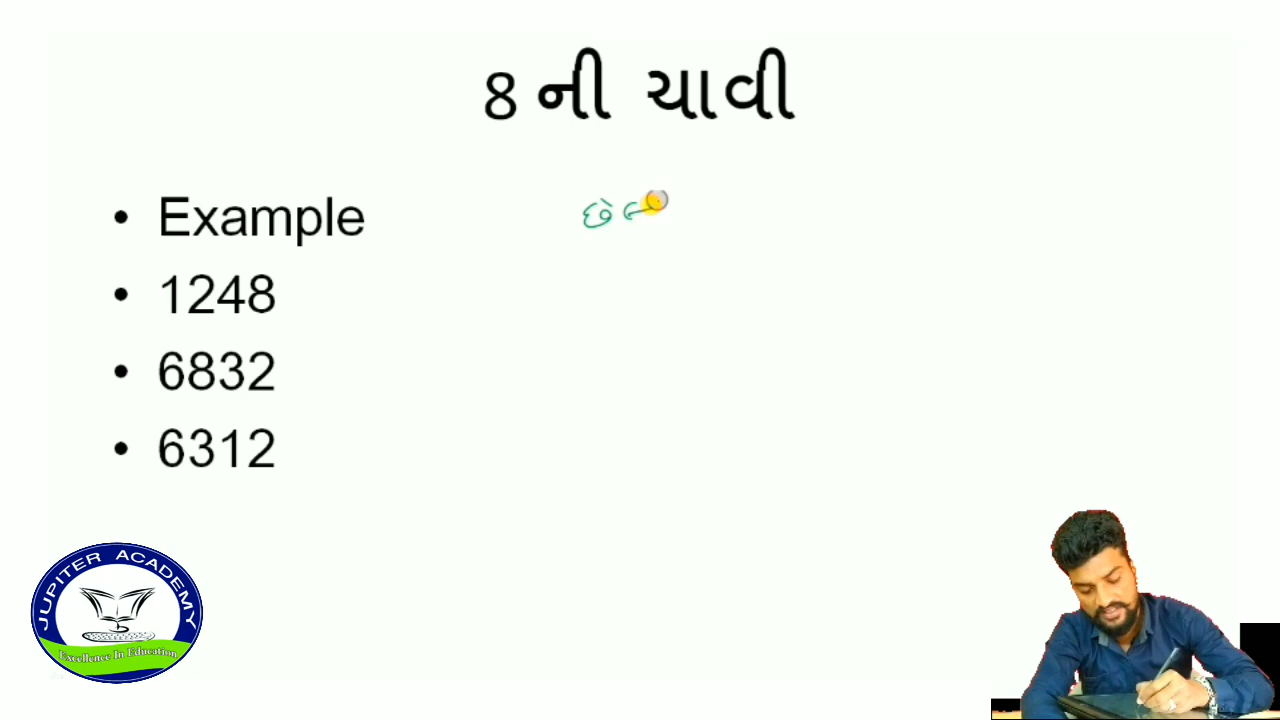 8 ની ચાવી
• Example
• 1248
• 6832
• 6312
JUPITER ACADEMY
Excellence In Education